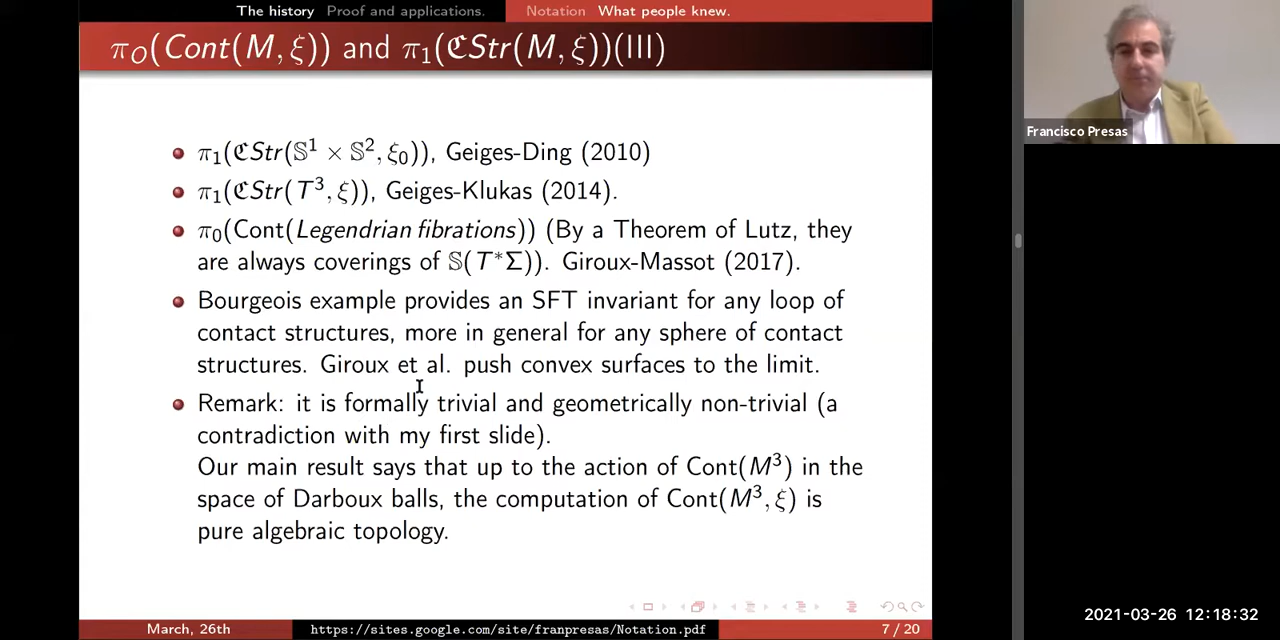 The history Proof and applications. Notation What people knew.
π_O(Cont(M, ξ)) and π₁(ℭStr(M, ξ))(III)
π₁(ℭStr(𝕊¹ × 𝕊², ξ₀)), Geiges-Ding (2010)
π₁(ℭStr(T³, ξ)), Geiges-Klukas (2014).
π₀(Cont(Legendrian fibrations)) (By a Theorem of Lutz, they
are always coverings of 𝕊(T*Σ)). Giroux-Massot (2017).
Bourgeois example provides an SFT invariant for any loop of
contact structures, more in general for any sphere of contact
structures. Giroux et al. push convex surfaces to the limit.
Remark: it is formally trivial and geometrically non-trivial (a
contradiction with my first slide).
Our main result says that up to the action of Cont(M³) in the
space of Darboux balls, the computation of Cont(M³, ξ) is
pure algebraic topology.
March, 26th https://sites.google.com/site/franpresas/Notation.pdf 7 / 20
Francisco Presas
2021-03-26 12:18:32